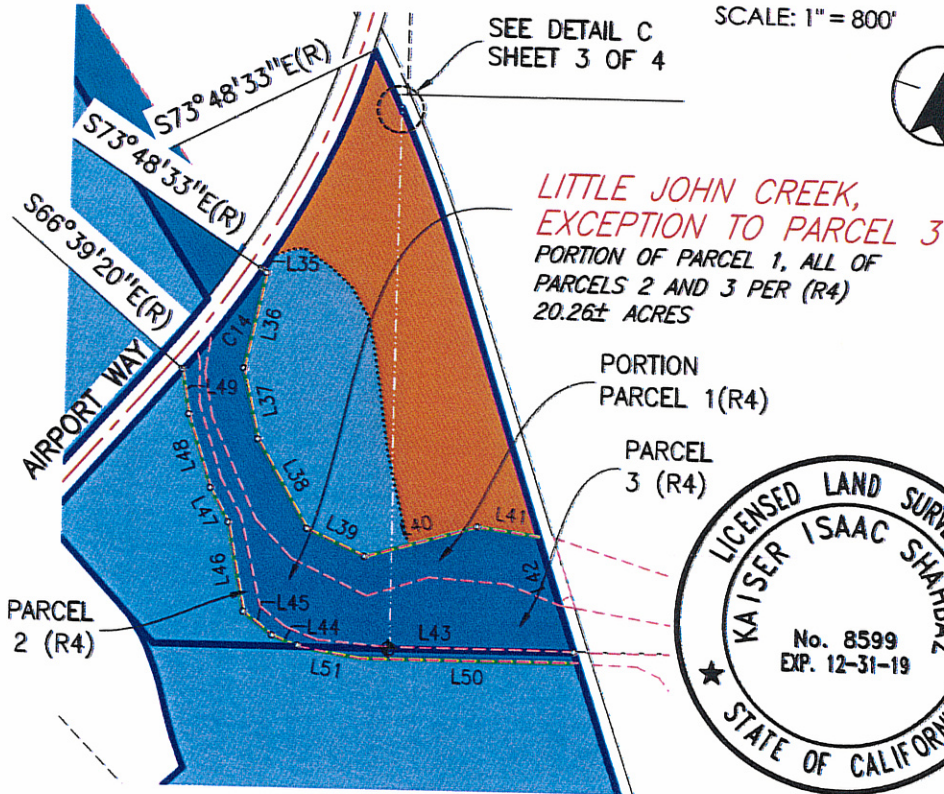 SCALE: 1" = 800'
SEE DETAIL C
SHEET 3 OF 4
S73°48'33"E(R)
S73°48'33"E(R)
S66°39'20"E(R)
LITTLE JOHN CREEK,
EXCEPTION TO PARCEL 3
PORTION OF PARCEL 1, ALL OF
PARCELS 2 AND 3 PER (R4)
20.26± ACRES
L35
C14
L36
PORTION
PARCEL 1(R4)
AIRPORT WAY
L49
L37
PARCEL
3 (R4)
L48
L38
L47
L39
40
L41
L46
42
PARCEL
2 (R4)
L45
L44
L43
L51
L50
LICENSED LAND SURVE
KAISER ISAAC SHAHBAZ
No. 8599
EXP. 12-31-19
STATE OF CALIFORN